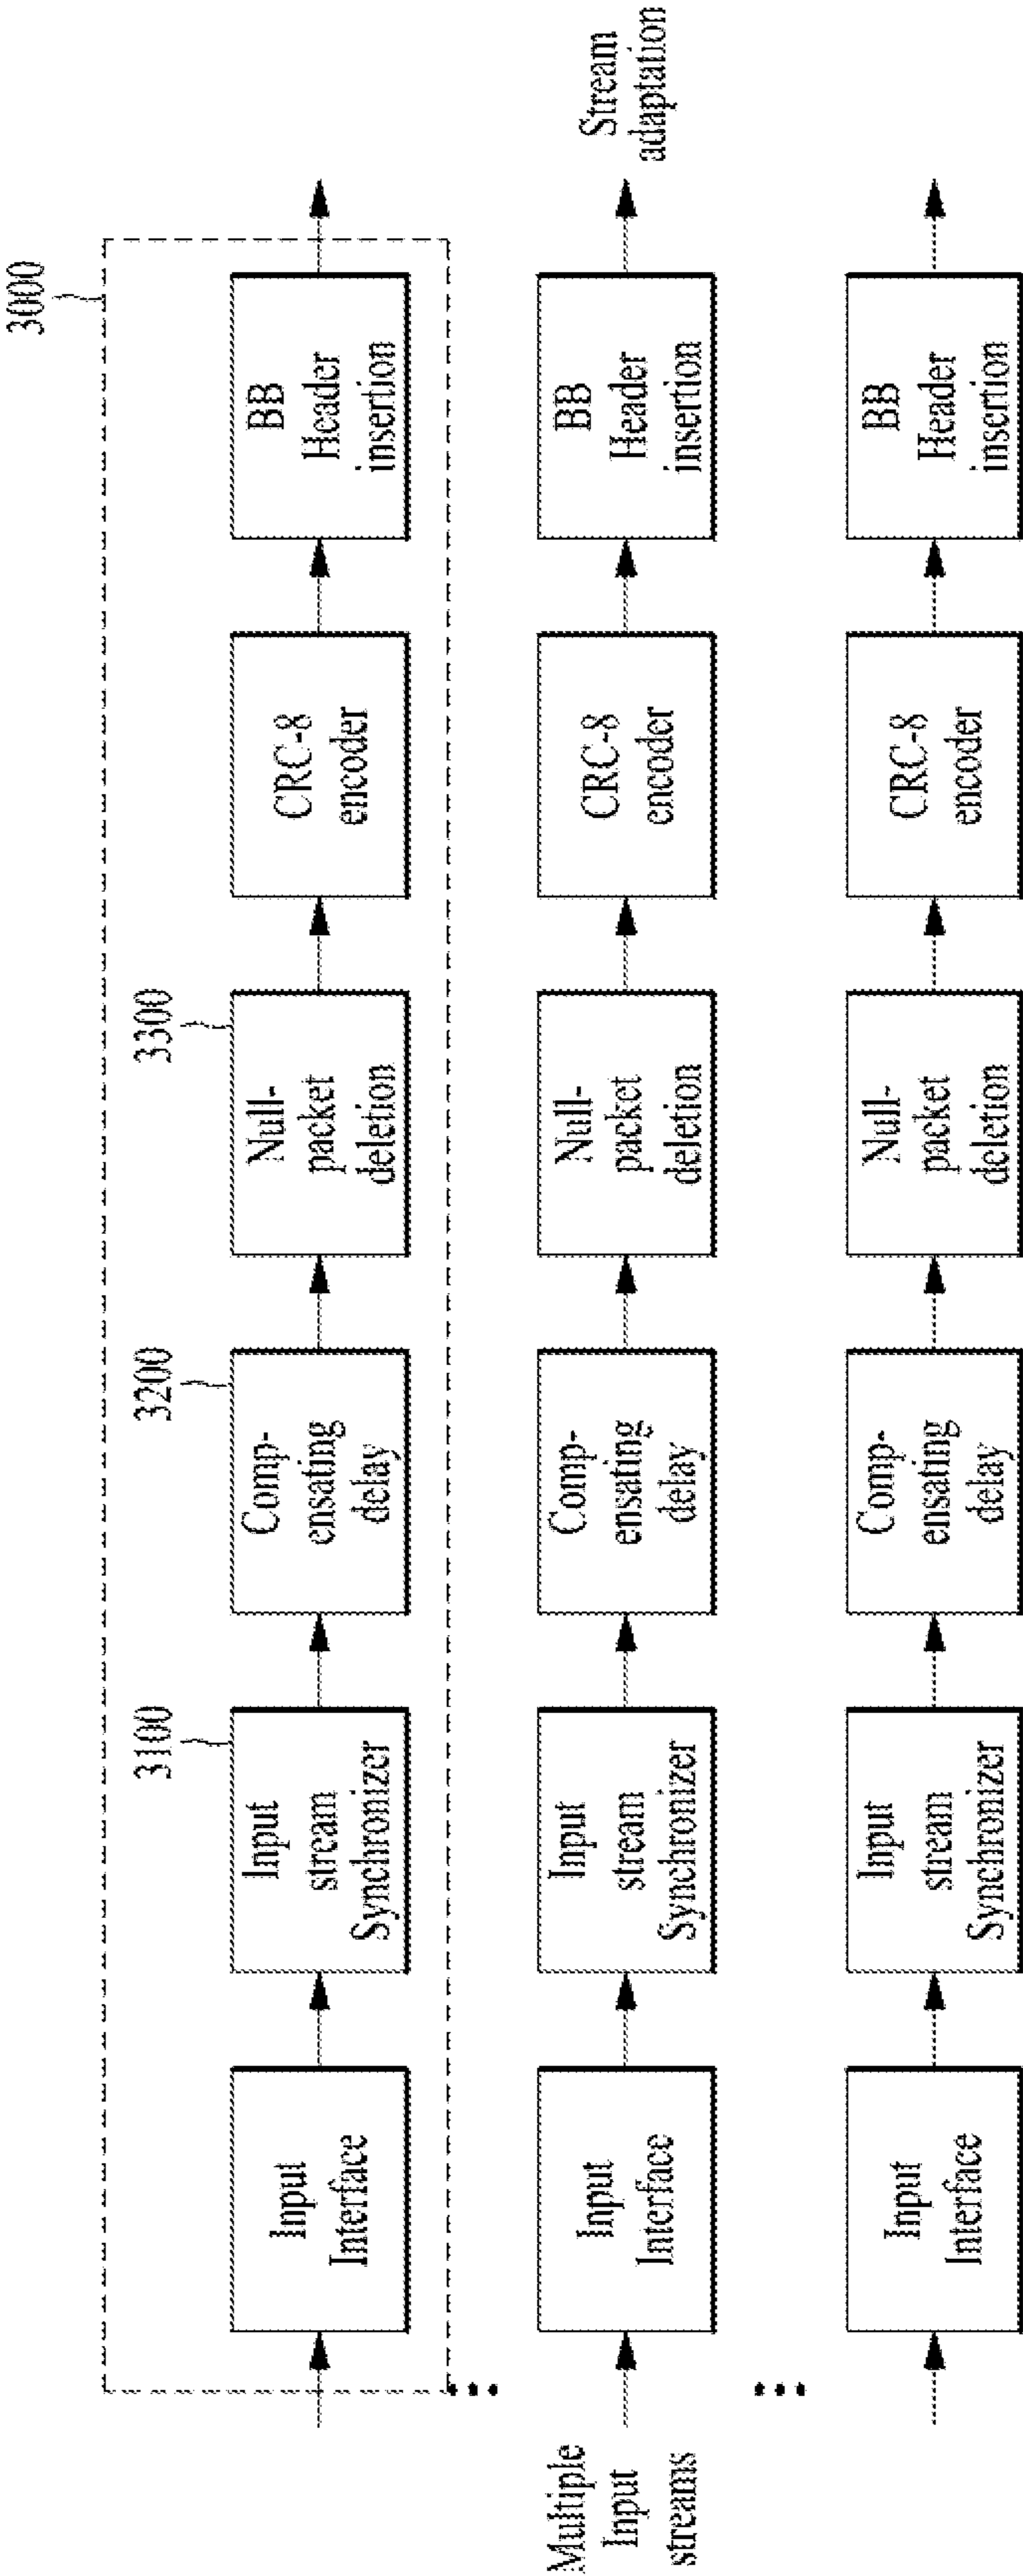 3000
3100
3200
3300
Input
Interface
Input
stream
Synchronizer
Comp-
ensating
delay
Null-
packet
deletion
CRC-8
encoder
BB
Header
insertion
Multiple
Input
streams
Input
Interface
Input
stream
Synchronizer
Comp-
ensating
delay
Null-
packet
deletion
CRC-8
encoder
BB
Header
insertion
Stream
adaptation
Input
Interface
Input
stream
Synchronizer
Comp-
ensating
delay
Null-
packet
deletion
CRC-8
encoder
BB
Header
insertion